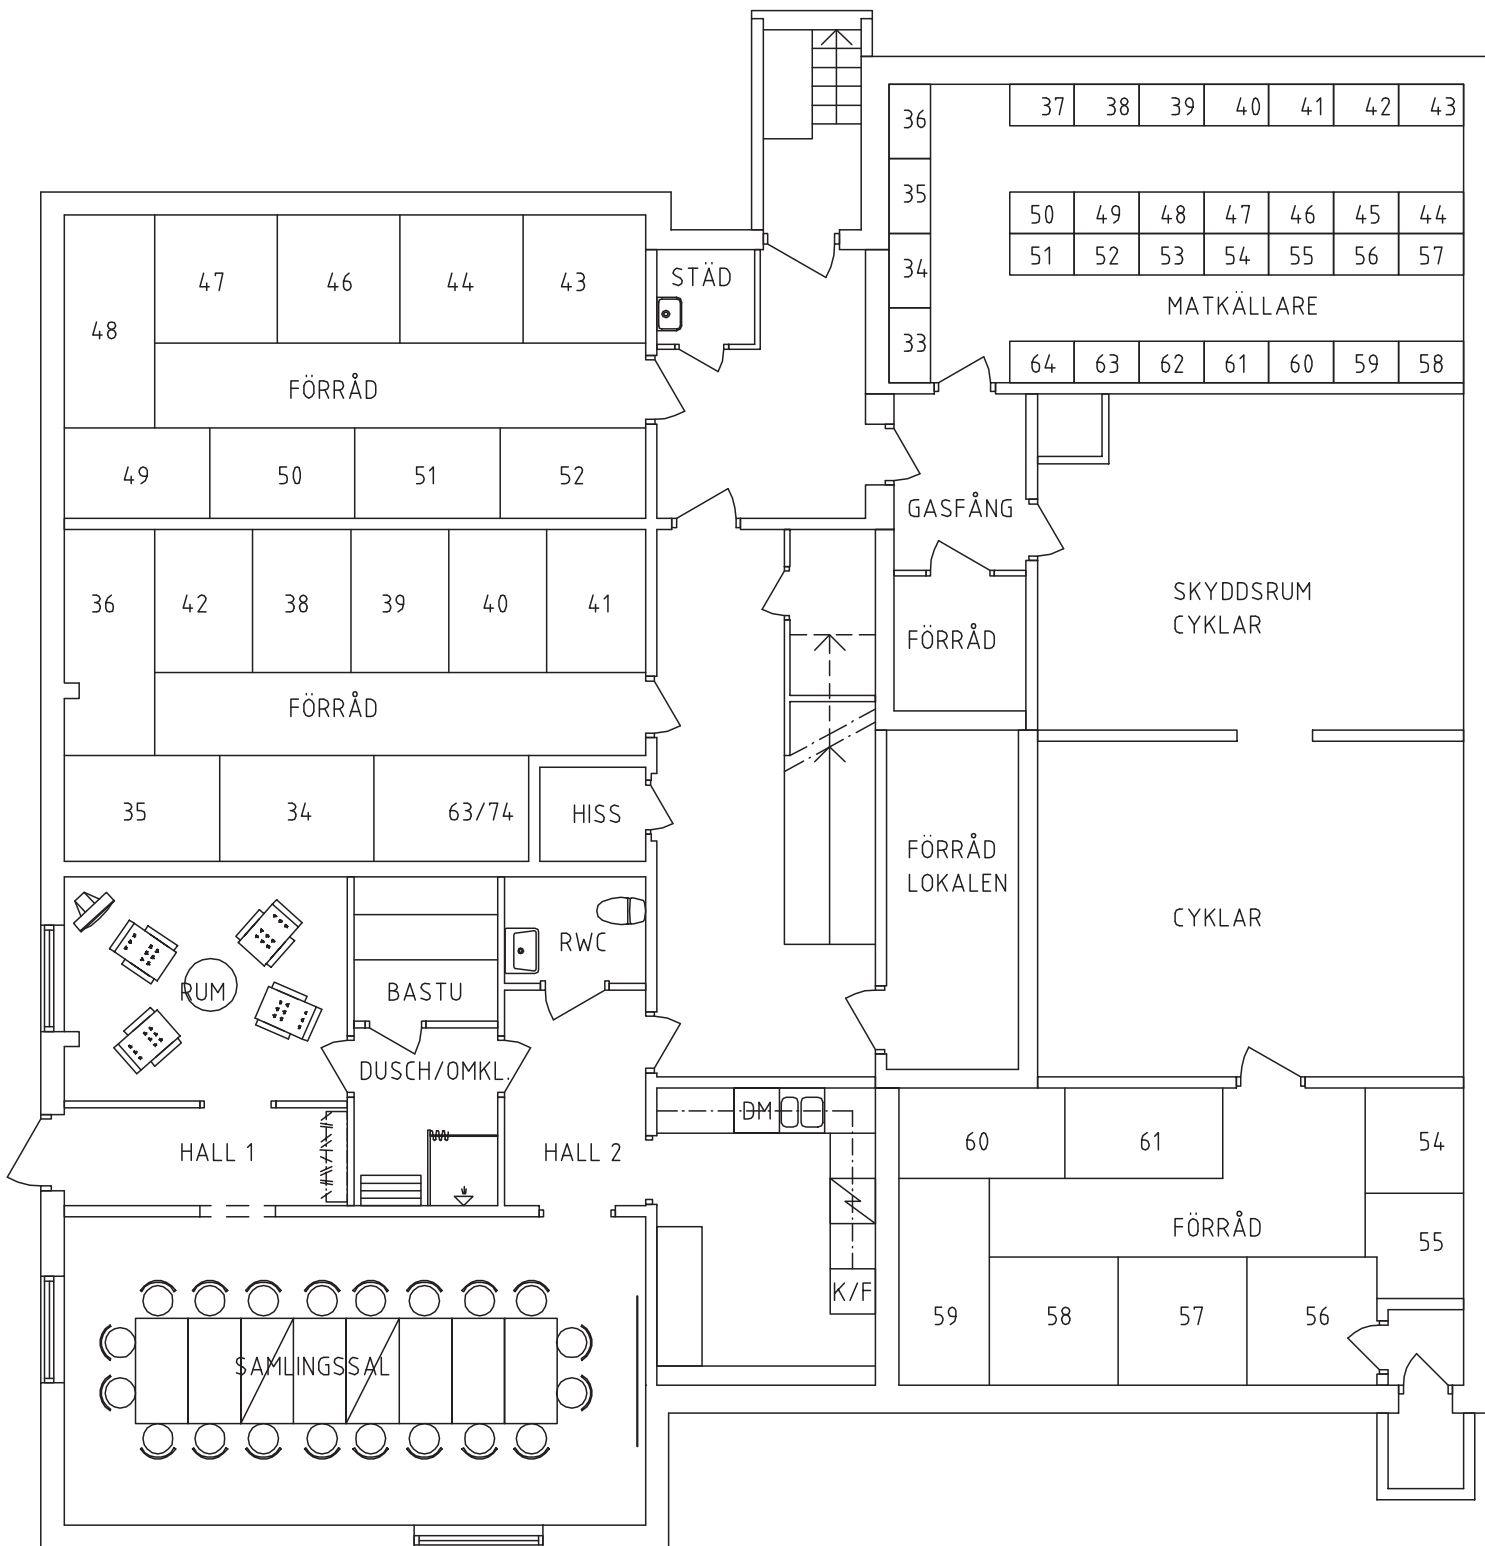 36
37 38 39 40 41 42 43
35
50 49 48 47 46 45 44
34
51 52 53 54 55 56 57
MATKÄLLARE
33
64 63 62 61 60 59 58
47 46 44 43
STÄD
48
FÖRRÅD
49 50 51 52
GASFÅNG
36 42 38 39 40 41
FÖRRÅD
SKYDDSRUM
CYKLAR
FÖRRÅD
35 34 63/74 HISS
FÖRRÅD
LOKALEN
CYKLAR
RUM
BASTU
RWC
DUSCH/OMKL.
HALL 1
HALL 2
DM
K/F
60 61 54
FÖRRÅD
55
59 58 57 56
SAMLINGSSAL